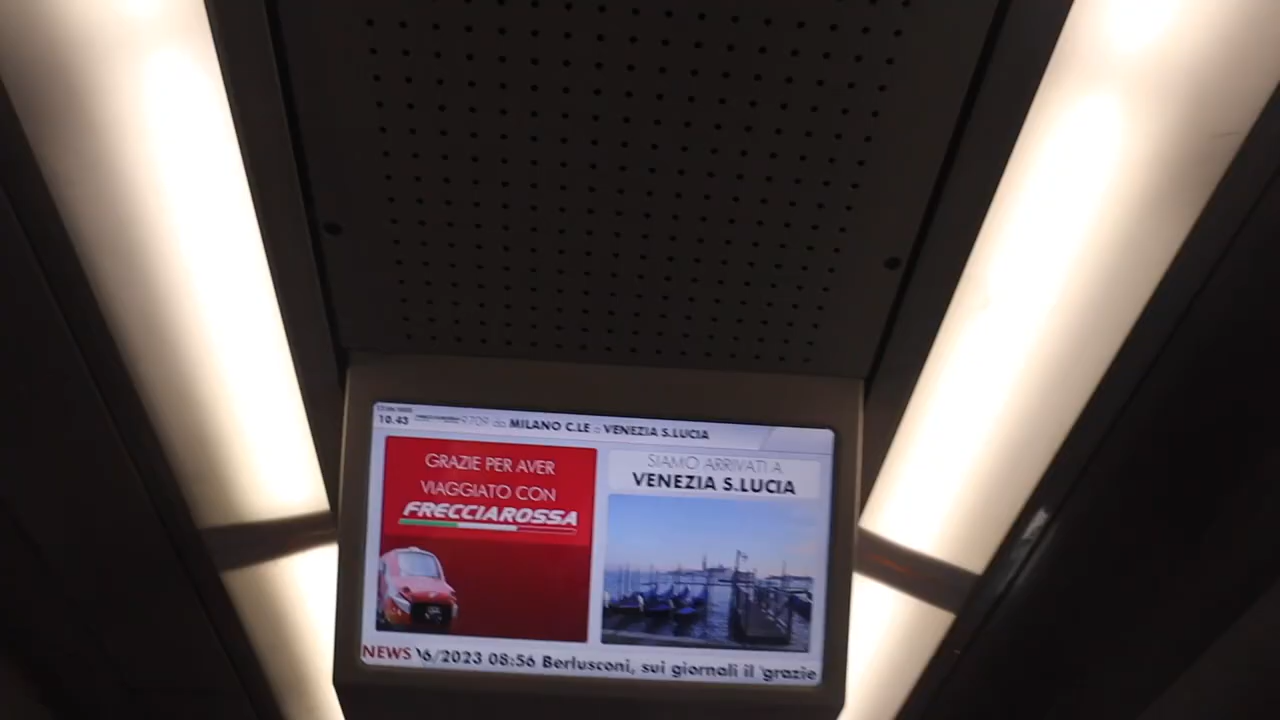 10.43 9709 da MILANO C.LE a VENEZIA S.LUCIA
GRAZIE PER AVER
VIAGGIATO CON
FRECCIAROSSA
SIAMO ARRIVATI A
VENEZIA S.LUCIA
NEWS 6/2023 08:56 Berlusconi, sui giornali il 'grazie